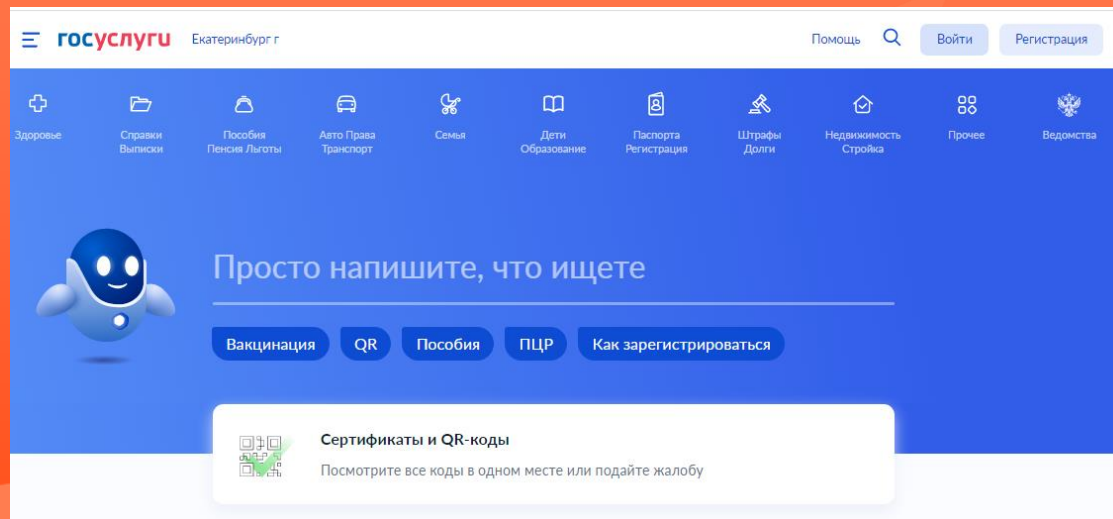 госуслуги Екатеринбург г Помощь Войти Регистрация
Здоровье
Справки
Выписки
Пособия
Пенсия Льготы
Авто Права
Транспорт
Семья
Дети
Образование
Паспорта
Регистрация
Штрафы
Долги
Недвижимость
Стройка
Прочее
Ведомства
Просто напишите, что ищете
Вакцинация QR Пособия ПЦР Как зарегистрироваться
Сертификаты и QR-коды
Посмотрите все коды в одном месте или подайте жалобу